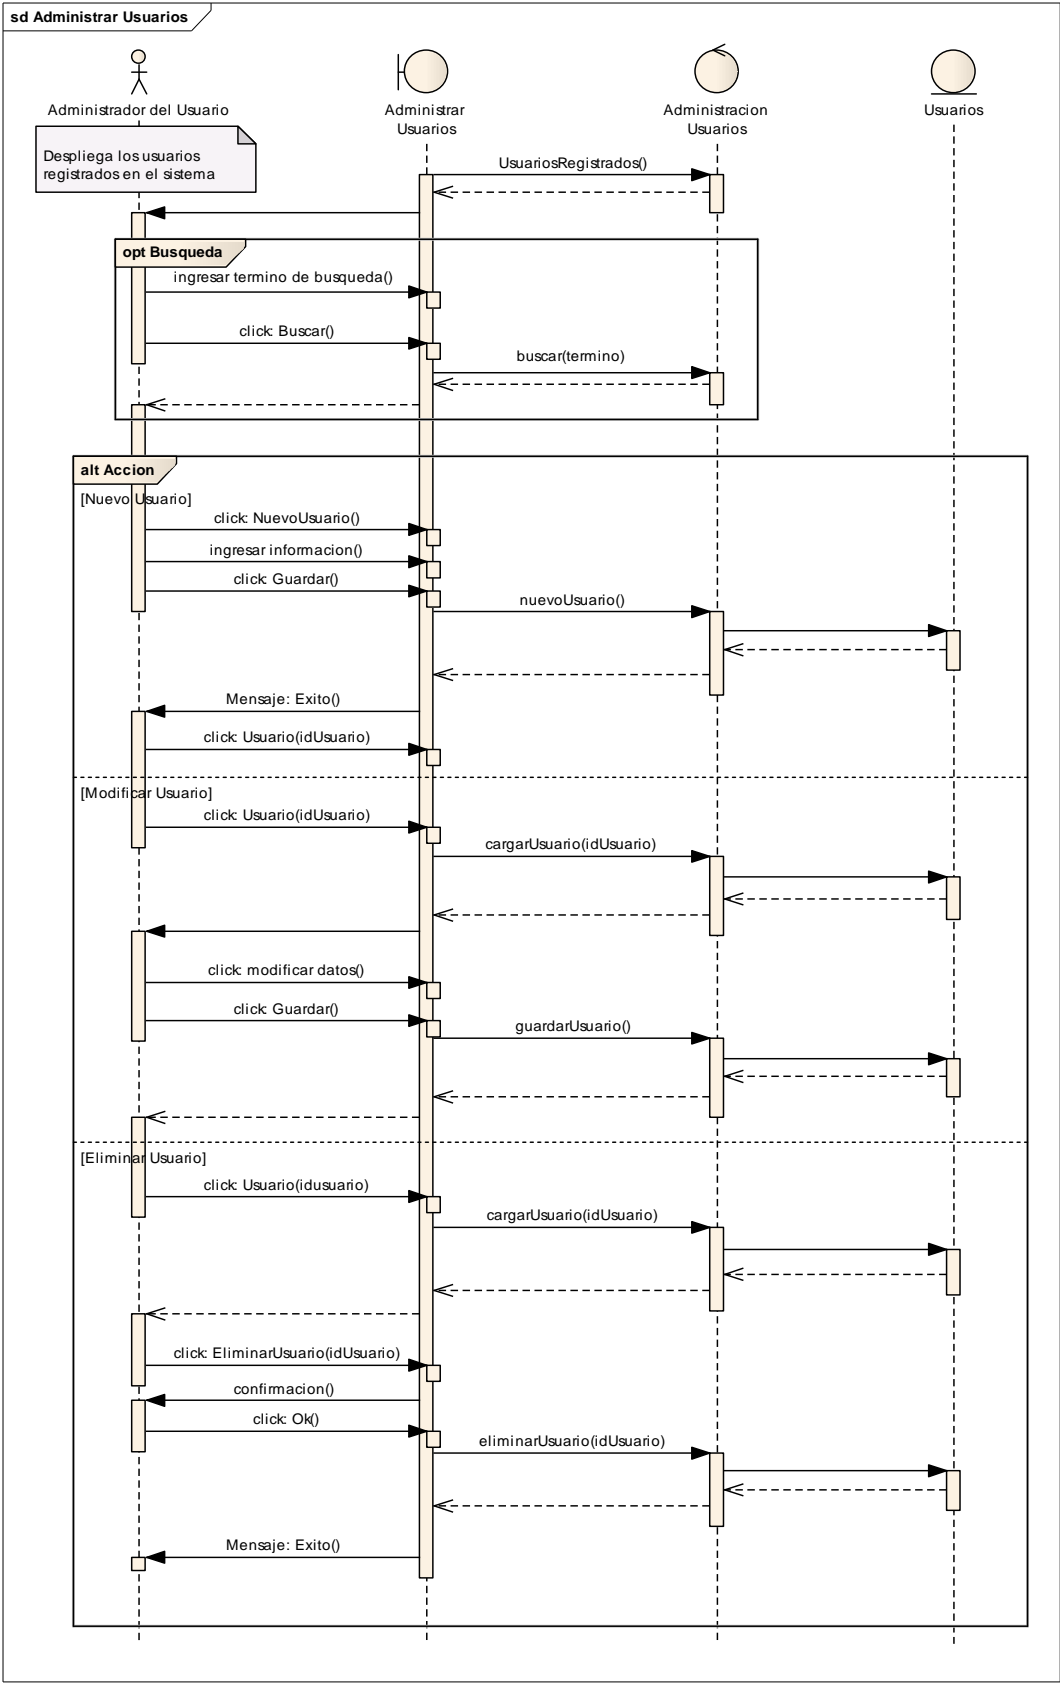 sd Administrar Usuarios
Administrador del Usuario
Administrar
Usuarios
Administracion
Usuarios
Usuarios
Despliega los usuarios
registrados en el sistema
UsuariosRegistrados()
opt Busqueda
ingresar termino de busqueda()
click: Buscar()
buscar(termino)
alt Accion
[Nuevo Usuario]
click: NuevoUsuario()
ingresar informacion()
click: Guardar()
nuevoUsuario()
Mensaje: Exito()
click: Usuario(idUsuario)
[Modificar Usuario]
click: Usuario(idUsuario)
cargarUsuario(idUsuario)
click: modificar datos()
click: Guardar()
guardarUsuario()
[Eliminar Usuario]
click: Usuario(idusuario)
cargarUsuario(idUsuario)
click: EliminarUsuario(idUsuario)
confirmacion()
click: Ok()
eliminarUsuario(idUsuario)
Mensaje: Exito()